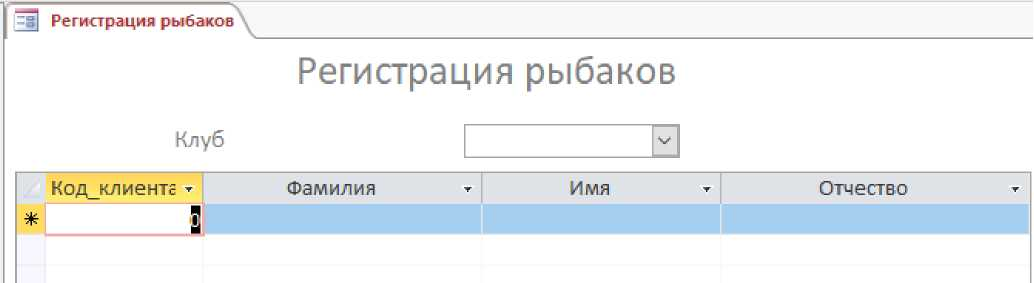 Регистрация рыбаков
Регистрация рыбаков
Клуб
Код_клиента Фамилия Имя Отчество
0